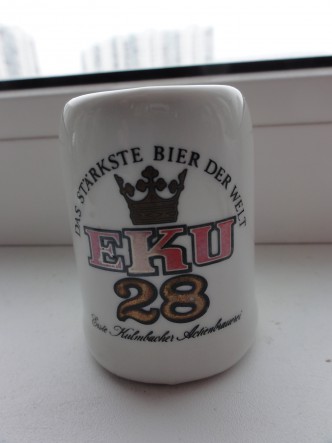 DAS STÄRKSTE BIER DER WELT
EKU
28
Erste Kulmbacher Actienbrauerei